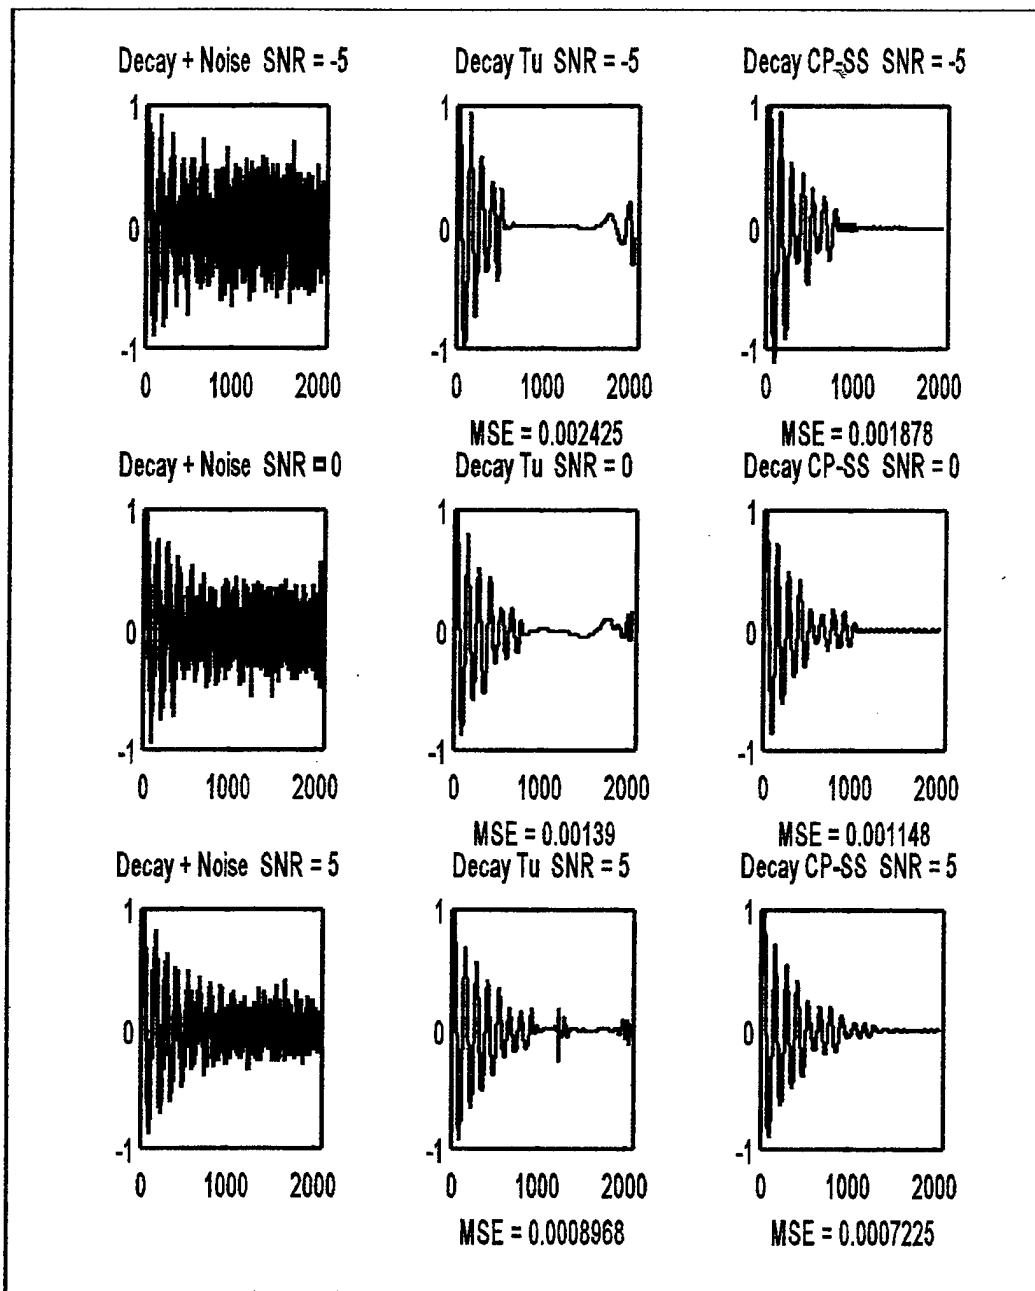 Decay + Noise SNR = -5
Decay Tu SNR = -5
Decay CP-SS SNR = -5
1
0
-1
0 1000 2000
1
0
-1
0 1000 2000
MSE = 0.002425
1
0
-1
0 1000 2000
MSE = 0.001878
Decay + Noise SNR = 0
Decay Tu SNR = 0
Decay CP-SS SNR = 0
1
0
-1
0 1000 2000
1
0
-1
0 1000 2000
MSE = 0.00139
1
0
-1
0 1000 2000
MSE = 0.001148
Decay + Noise SNR = 5
Decay Tu SNR = 5
Decay CP-SS SNR = 5
1
0
-1
0 1000 2000
1
0
-1
0 1000 2000
MSE = 0.0008968
1
0
-1
0 1000 2000
MSE = 0.0007225